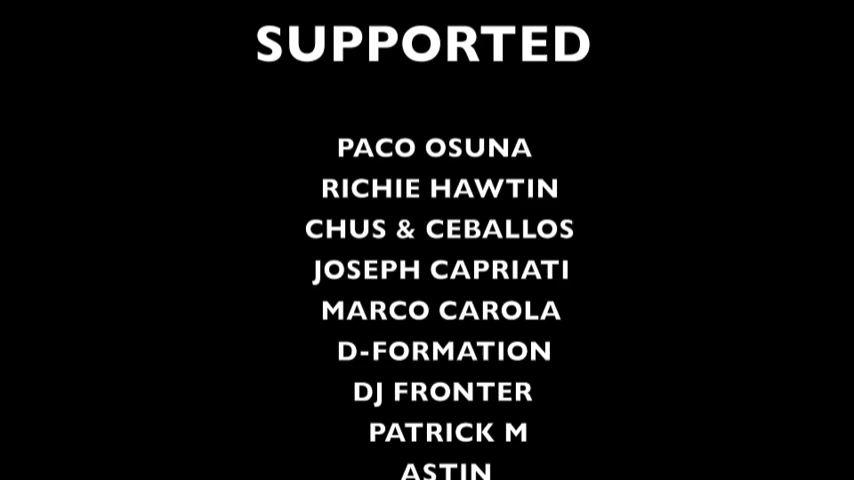 SUPPORTED
PACO OSUNA
RICHIE HAWTIN
CHUS & CEBALLOS
JOSEPH CAPRIATI
MARCO CAROLA
D-FORMATION
DJ FRONTER
PATRICK M
ASTIN